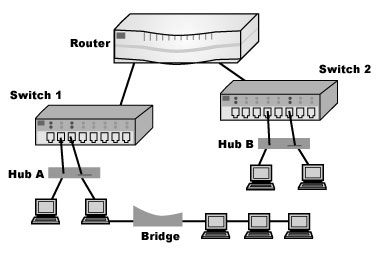 Router
Switch 2
Switch 1
Hub B
Hub A
Bridge